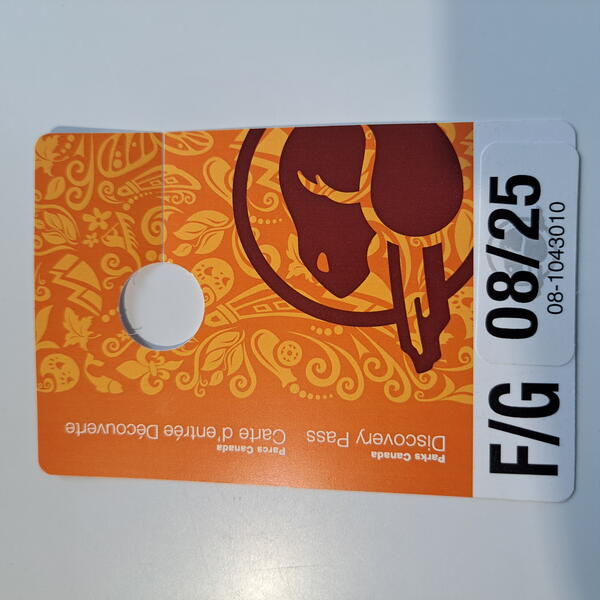 Parks Canada
Discovery Pass
Parcs Canada
Carte d'entrée Découverte
F/G
08/25
08-1043010